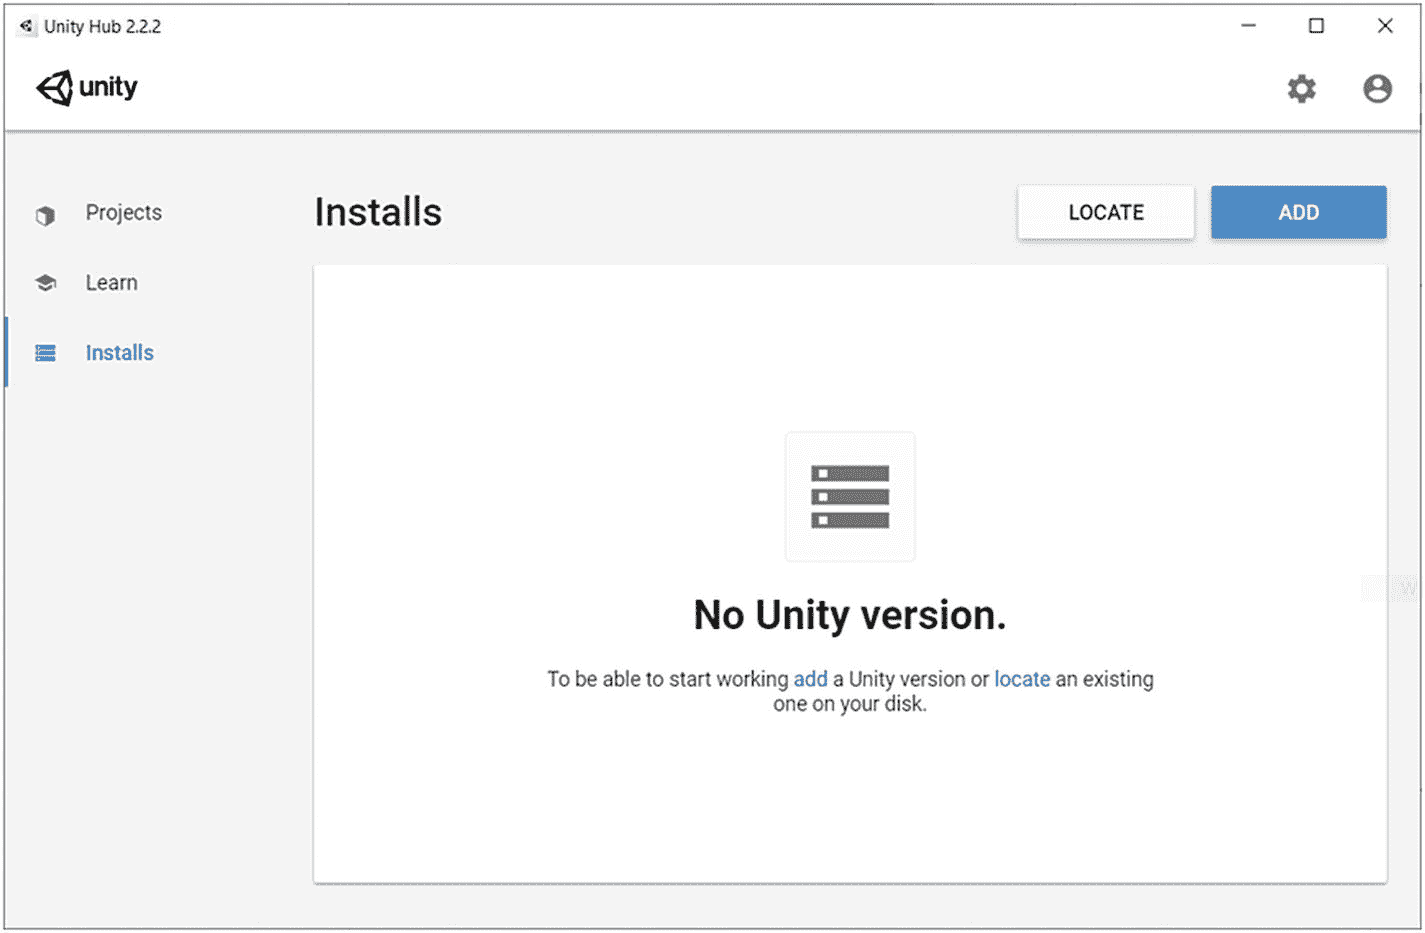 Unity Hub 2.2.2
unity
Projects
Learn
Installs
Installs
LOCATE
ADD
No Unity version.
To be able to start working add a Unity version or locate an existing
one on your disk.